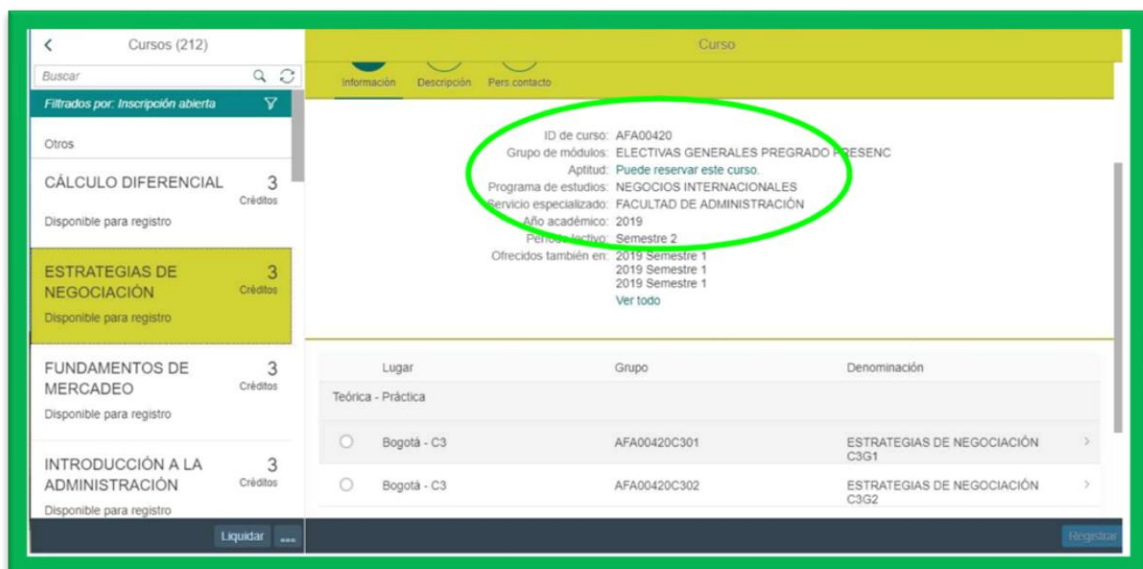 Cursos (212)
Buscar
Filtrados por: Inscripción abierta
Otros
CÁLCULO DIFERENCIAL 3
Créditos
Disponible para registro
ESTRATEGIAS DE 3
NEGOCIACIÓN Créditos
Disponible para registro
FUNDAMENTOS DE 3
MERCADEO Créditos
Disponible para registro
INTRODUCCIÓN A LA 3
ADMINISTRACIÓN Créditos
Disponible para registro
Liquidar ...
Curso
Información Descripción Pers.contacto
ID de curso: AFA00420
Grupo de módulos: ELECTIVAS GENERALES PREGRADO PRESENC
Aptitud: Puede reservar este curso.
Programa de estudios: NEGOCIOS INTERNACIONALES
Servicio especializado: FACULTAD DE ADMINISTRACIÓN
Año académico: 2019
Período lectivo: Semestre 2
Ofrecidos también en: 2019 Semestre 1
2019 Semestre 1
2019 Semestre 1
Ver todo
Lugar Grupo Denominación
Teórica - Práctica
Bogotá - C3 AFA00420C301 ESTRATEGIAS DE NEGOCIACIÓN
C3G1
Bogotá - C3 AFA00420C302 ESTRATEGIAS DE NEGOCIACIÓN
C3G2
Registrar